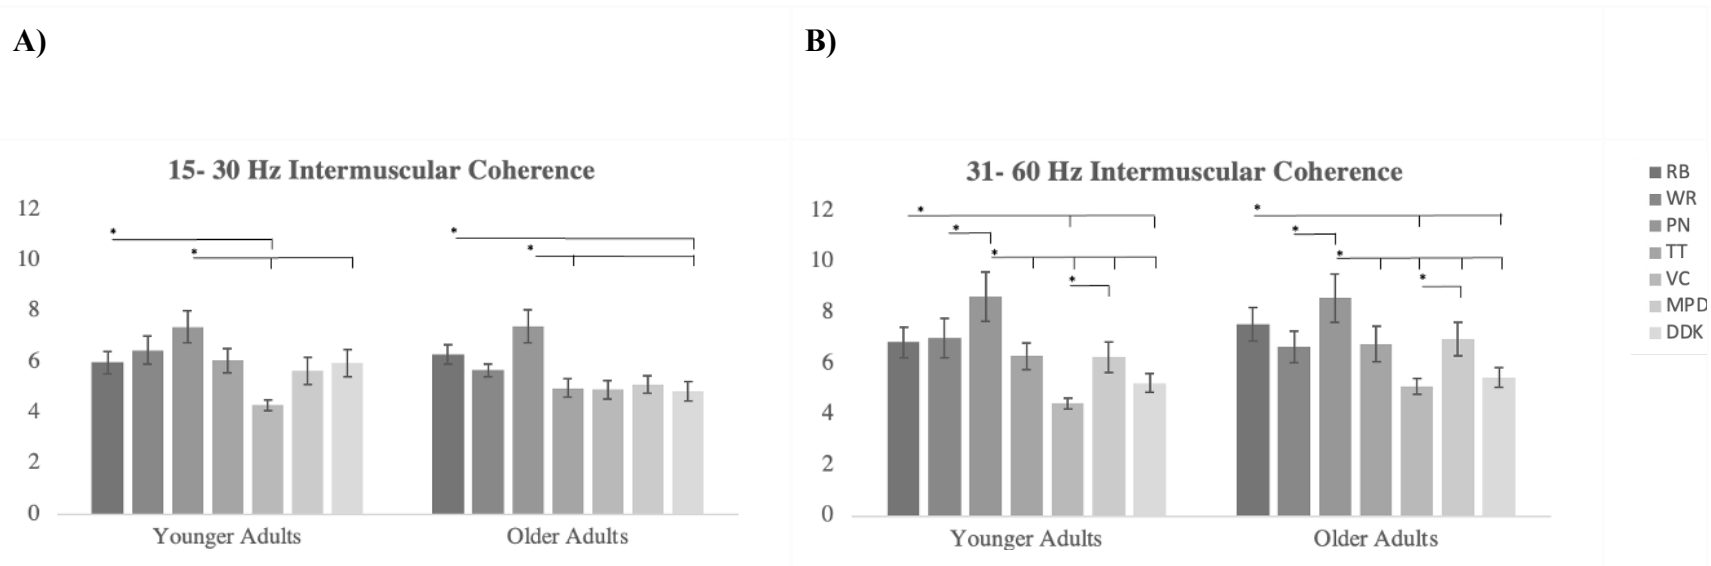 A)
B)
15- 30 Hz Intermuscular Coherence
12
10
8
6
4
2
0
*
*
*
*
Younger Adults
Older Adults
31- 60 Hz Intermuscular Coherence
12
10
8
6
4
2
0
*
*
*
*
*
*
*
*
Younger Adults
Older Adults
RB
WR
PN
TT
VC
MPD
DDK